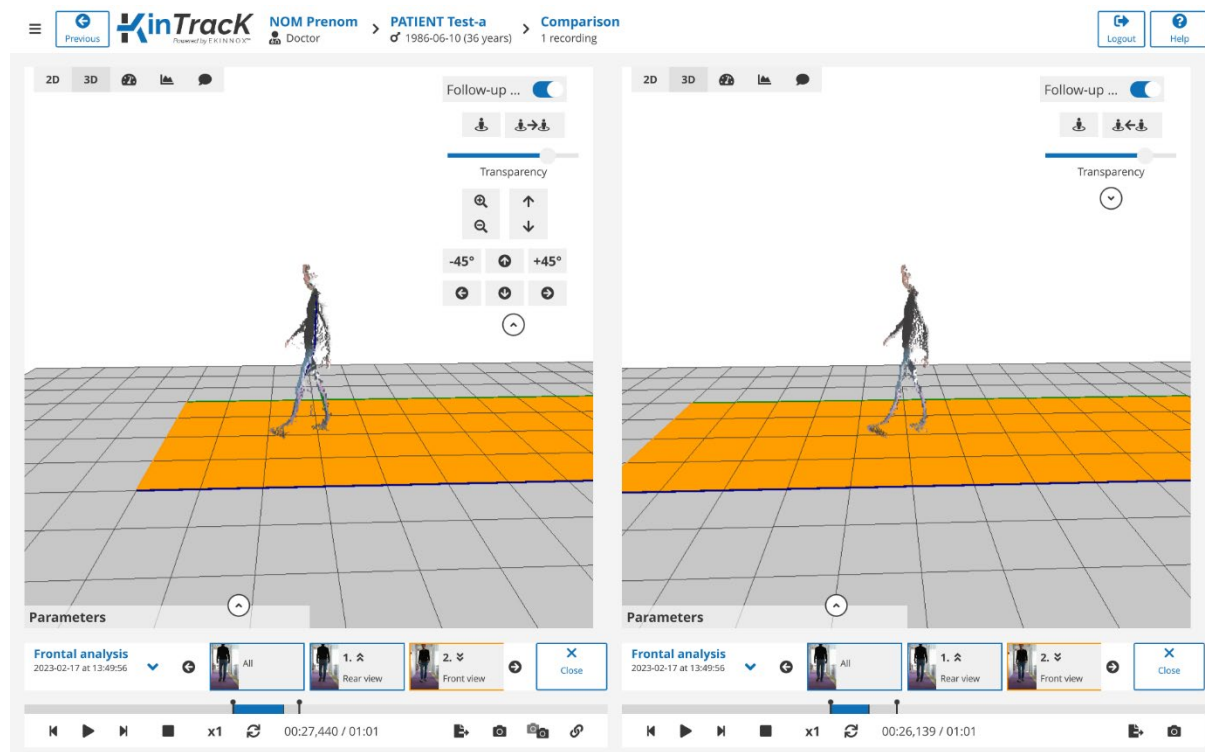 Previous
KinTracK
Powered by EKINNOX™
NOM Prenom
Doctor
PATIENT Test-a
1986-06-10 (36 years)
Comparison
1 recording
Logout
Help
2D 3D
Follow-up ...
Transparency
-45° +45°
Parameters
Frontal analysis
2023-02-17 at 13:49:56
All
1.
Rear view
2.
Front view
Close
x1 00:27,440 / 01:01
2D 3D
Follow-up ...
Transparency
Parameters
Frontal analysis
2023-02-17 at 13:49:56
All
1.
Rear view
2.
Front view
Close
x1 00:26,139 / 01:01